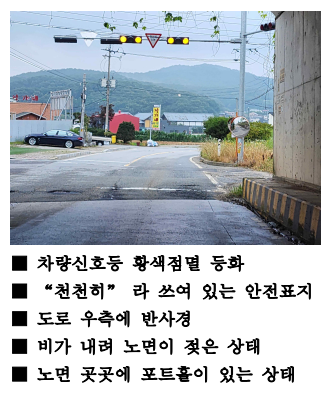 ■ 차량신호등 황색점멸 등화
■ “천천히” 라 쓰여 있는 안전표지
■ 도로 우측에 반사경
■ 비가 내려 노면이 젖은 상태
■ 노면 곳곳에 포트홀이 있는 상태